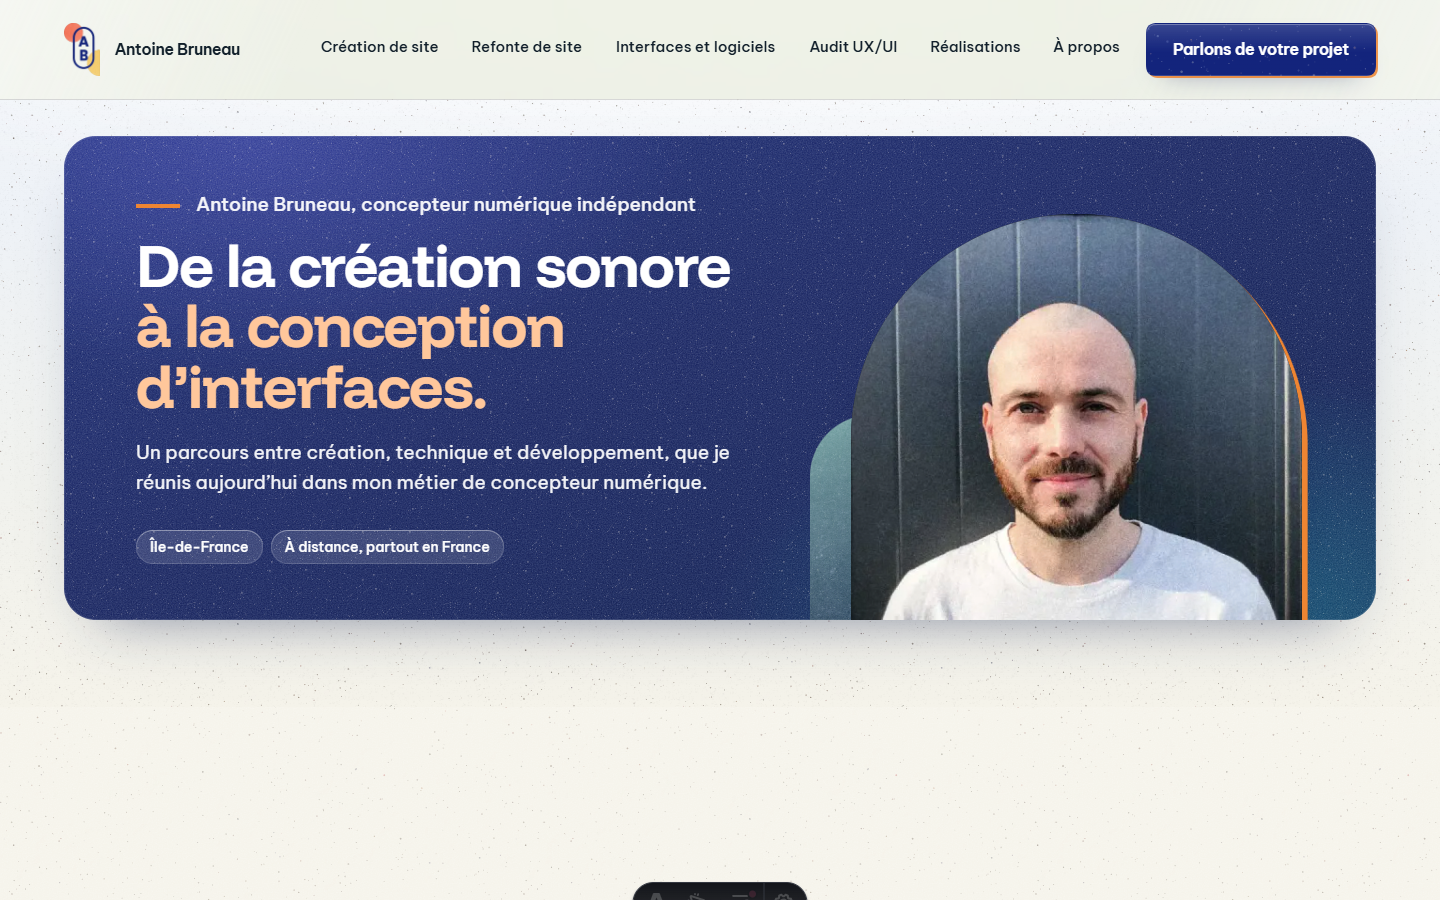 A
B
Antoine Bruneau
Création de site
Refonte de site
Interfaces et logiciels
Audit UX/UI
Réalisations
À propos
Parlons de votre projet
Antoine Bruneau, concepteur numérique indépendant
De la création sonore
à la conception
d’interfaces.
Un parcours entre création, technique et développement, que je
réunis aujourd’hui dans mon métier de concepteur numérique.
Île-de-France
À distance, partout en France